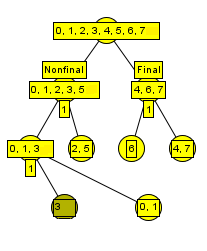 0, 1, 2, 3, 4, 5, 6, 7
Nonfinal
Final
0, 1, 2, 3, 5
4, 6, 7
1
1
0, 1, 3
2, 5
6
4, 7
1
3
0, 1